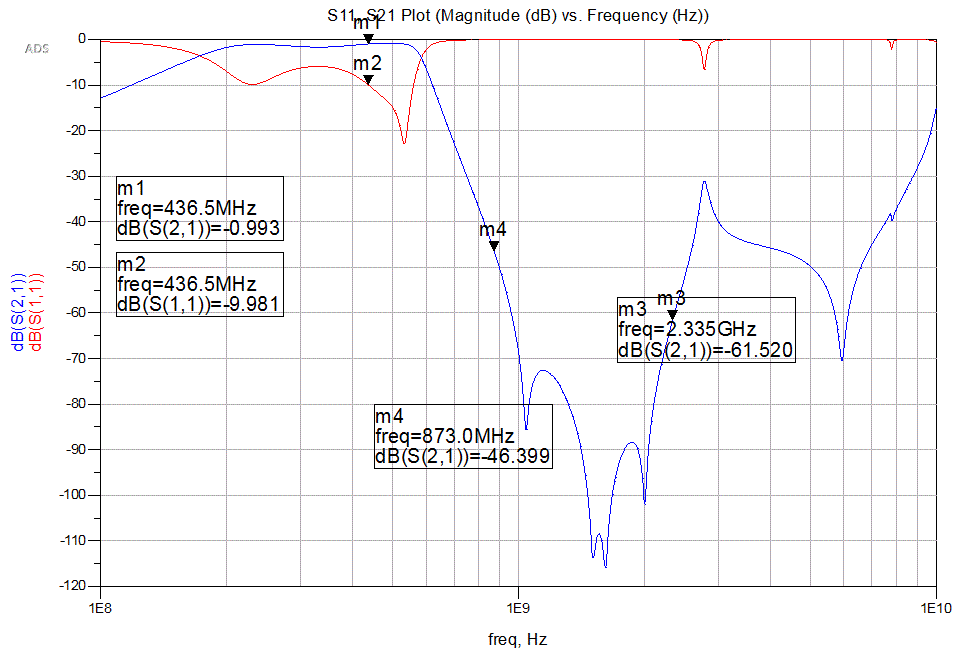 S11, S21 Plot (Magnitude (dB) vs. Frequency (Hz))
ADS
m1
m2
m4
m3
0
-10
-20
-30
-40
-50
-60
-70
-80
-90
-100
-110
-120
m1
freq=436.5MHz
dB(S(2,1))=-0.993
m2
freq=436.5MHz
dB(S(1,1))=-9.981
m3
freq=2.335GHz
dB(S(2,1))=-61.520
m4
freq=873.0MHz
dB(S(2,1))=-46.399
dB(S(2,1))
dB(S(1,1))
1E8
1E9
1E10
freq, Hz